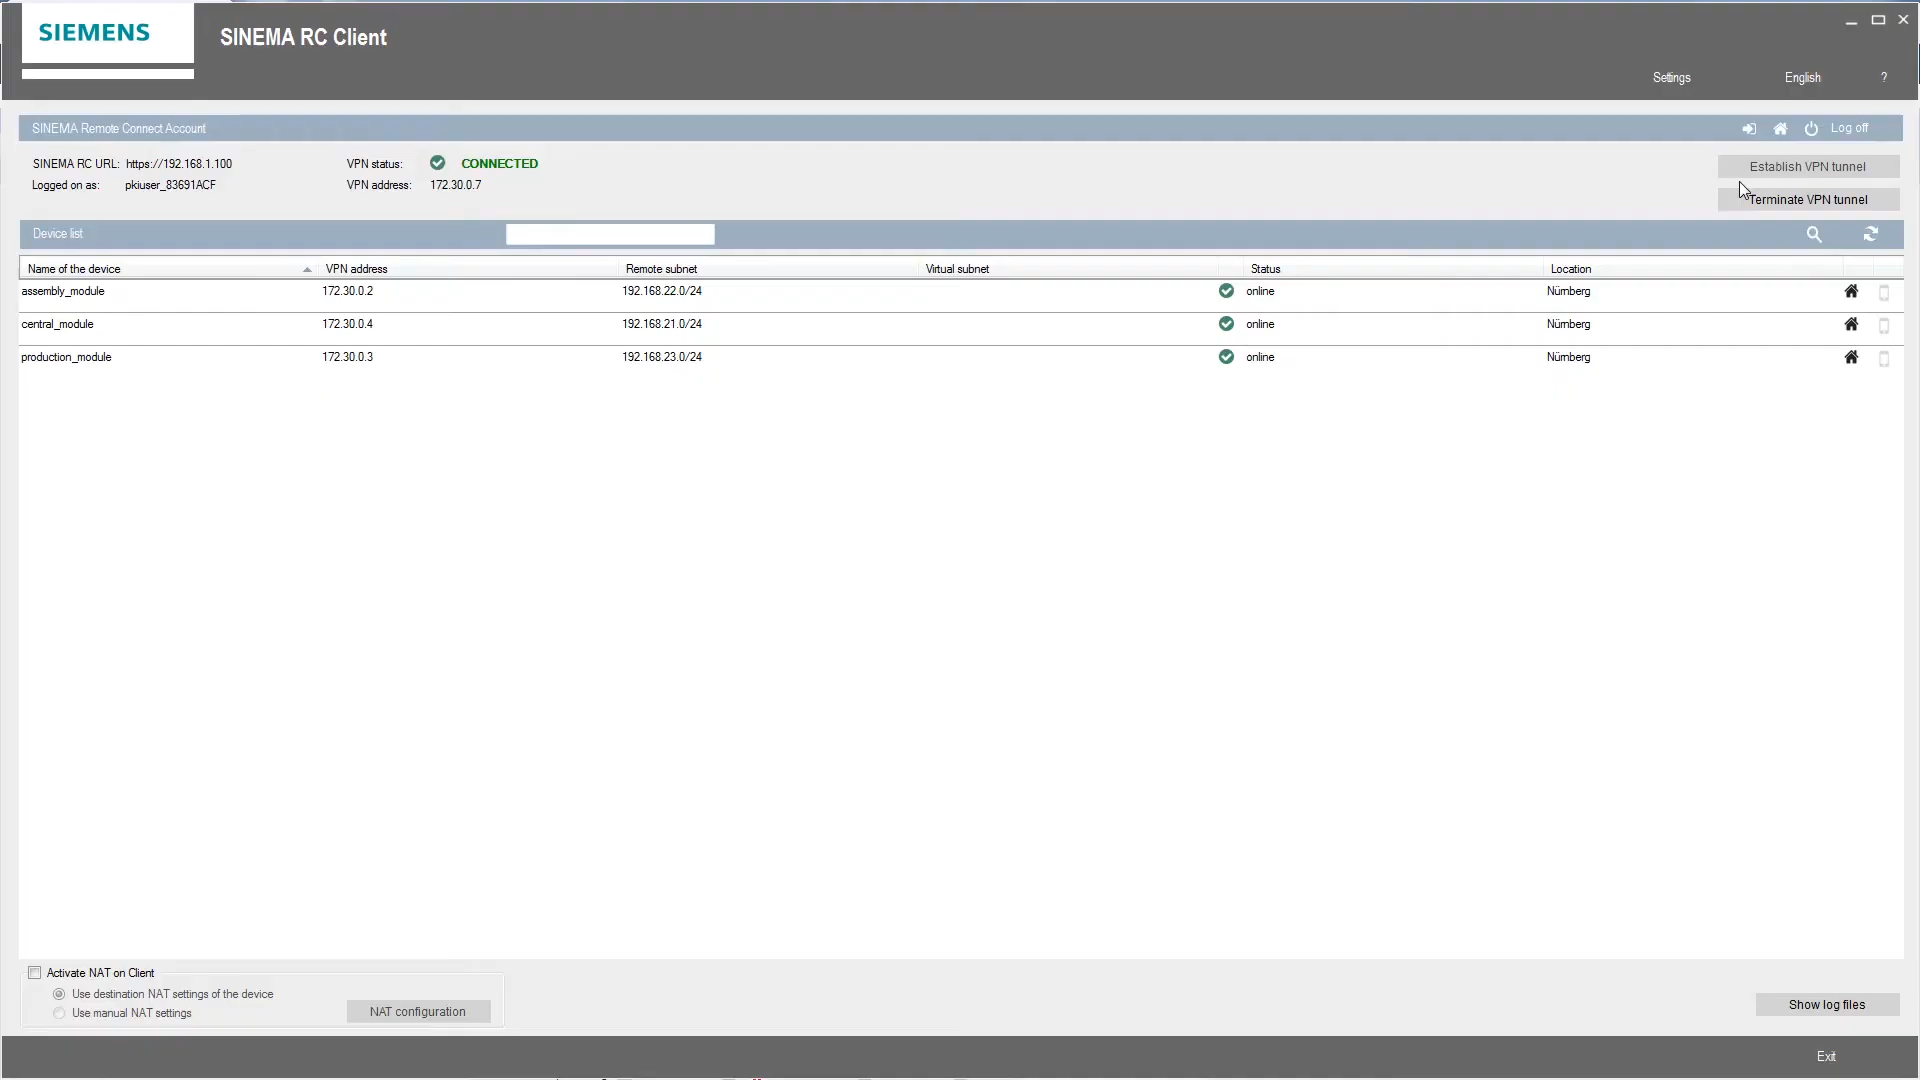 SIEMENS
SINEMA RC Client
Settings English ?
SINEMA Remote Connect Account Log off
SINEMA RC URL: https://192.168.1.100 VPN status: CONNECTED Establish VPN tunnel
Logged on as: pkiuser_83691ACF VPN address: 172.30.0.7 Terminate VPN tunnel
Device list
Name of the device VPN address Remote subnet Virtual subnet Status Location
assembly_module 172.30.0.2 192.168.22.0/24 online Nürnberg
central_module 172.30.0.4 192.168.21.0/24 online Nürnberg
production_module 172.30.0.3 192.168.23.0/24 online Nürnberg
Activate NAT on Client
Use destination NAT settings of the device
Use manual NAT settings NAT configuration Show log files
Exit